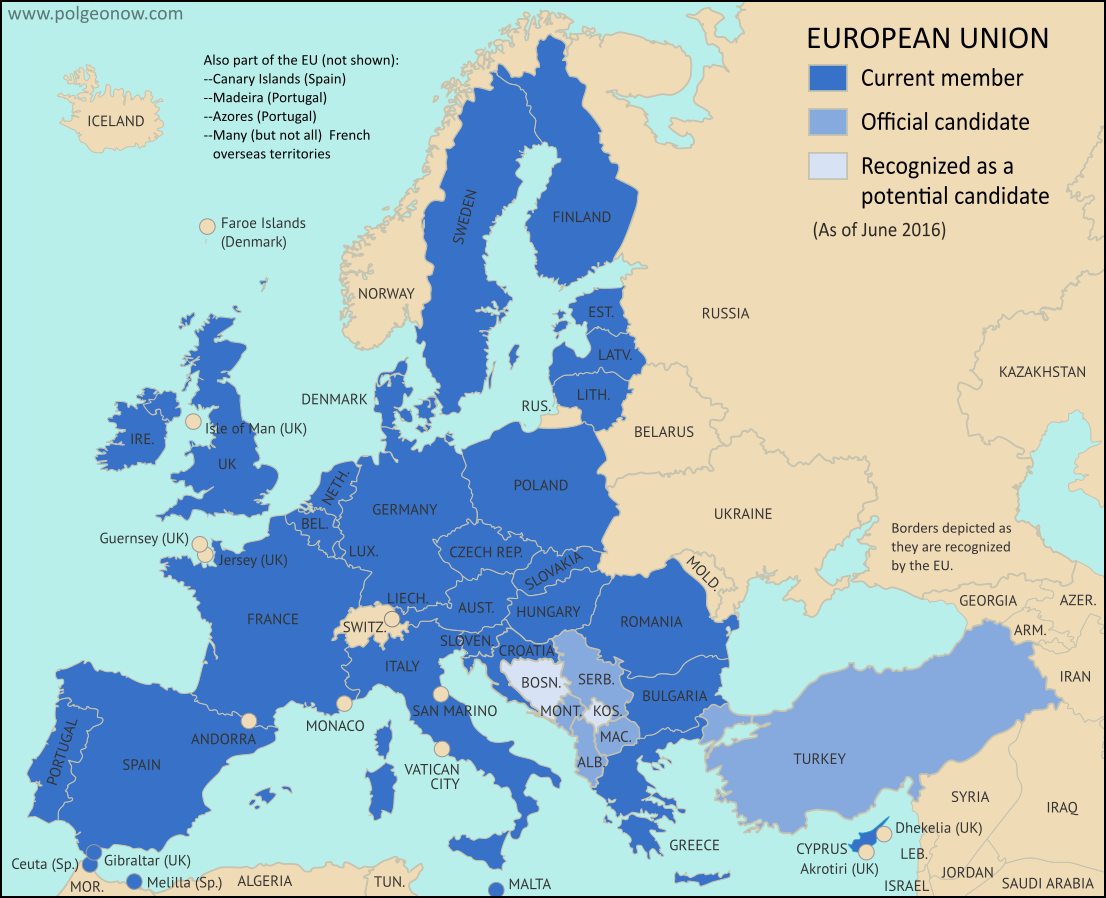 www.polgeonow.com
EUROPEAN UNION
Current member
Official candidate
Recognized as a
potential candidate
(As of June 2016)
Also part of the EU (not shown):
--Canary Islands (Spain)
--Madeira (Portugal)
--Azores (Portugal)
--Many (but not all) French
overseas territories
ICELAND
Faroe Islands
(Denmark)
SWEDEN
FINLAND
NORWAY
RUSSIA
EST.
LATV.
LITH.
KAZAKHSTAN
DENMARK
RUS.
BELARUS
Isle of Man (UK)
IRE.
UK
NETH.
POLAND
GERMANY
UKRAINE
BEL.
Borders depicted as
they are recognized
by the EU.
Guernsey (UK)
Jersey (UK)
LUX.
CZECH REP.
SLOVAKIA
MOLD.
LIECH.
AUST.
HUNGARY
ROMANIA
GEORGIA
AZER.
ARM.
FRANCE
SWITZ.
SLOVEN.
CROATIA
ITALY
BOSN.
SERB.
BULGARIA
IRAN
SAN MARINO
MONT.
KOS.
MONACO
ANDORRA
MAC.
PORTUGAL
SPAIN
VATICAN
CITY
ALB.
TURKEY
SYRIA
IRAQ
Dhekelia (UK)
GREECE
CYPRUS
LEB.
Akrotiri (UK)
Ceuta (Sp.)
Gibraltar (UK)
Melilla (Sp.)
MOR.
ALGERIA
TUN.
MALTA
ISRAEL
JORDAN
SAUDI ARABIA